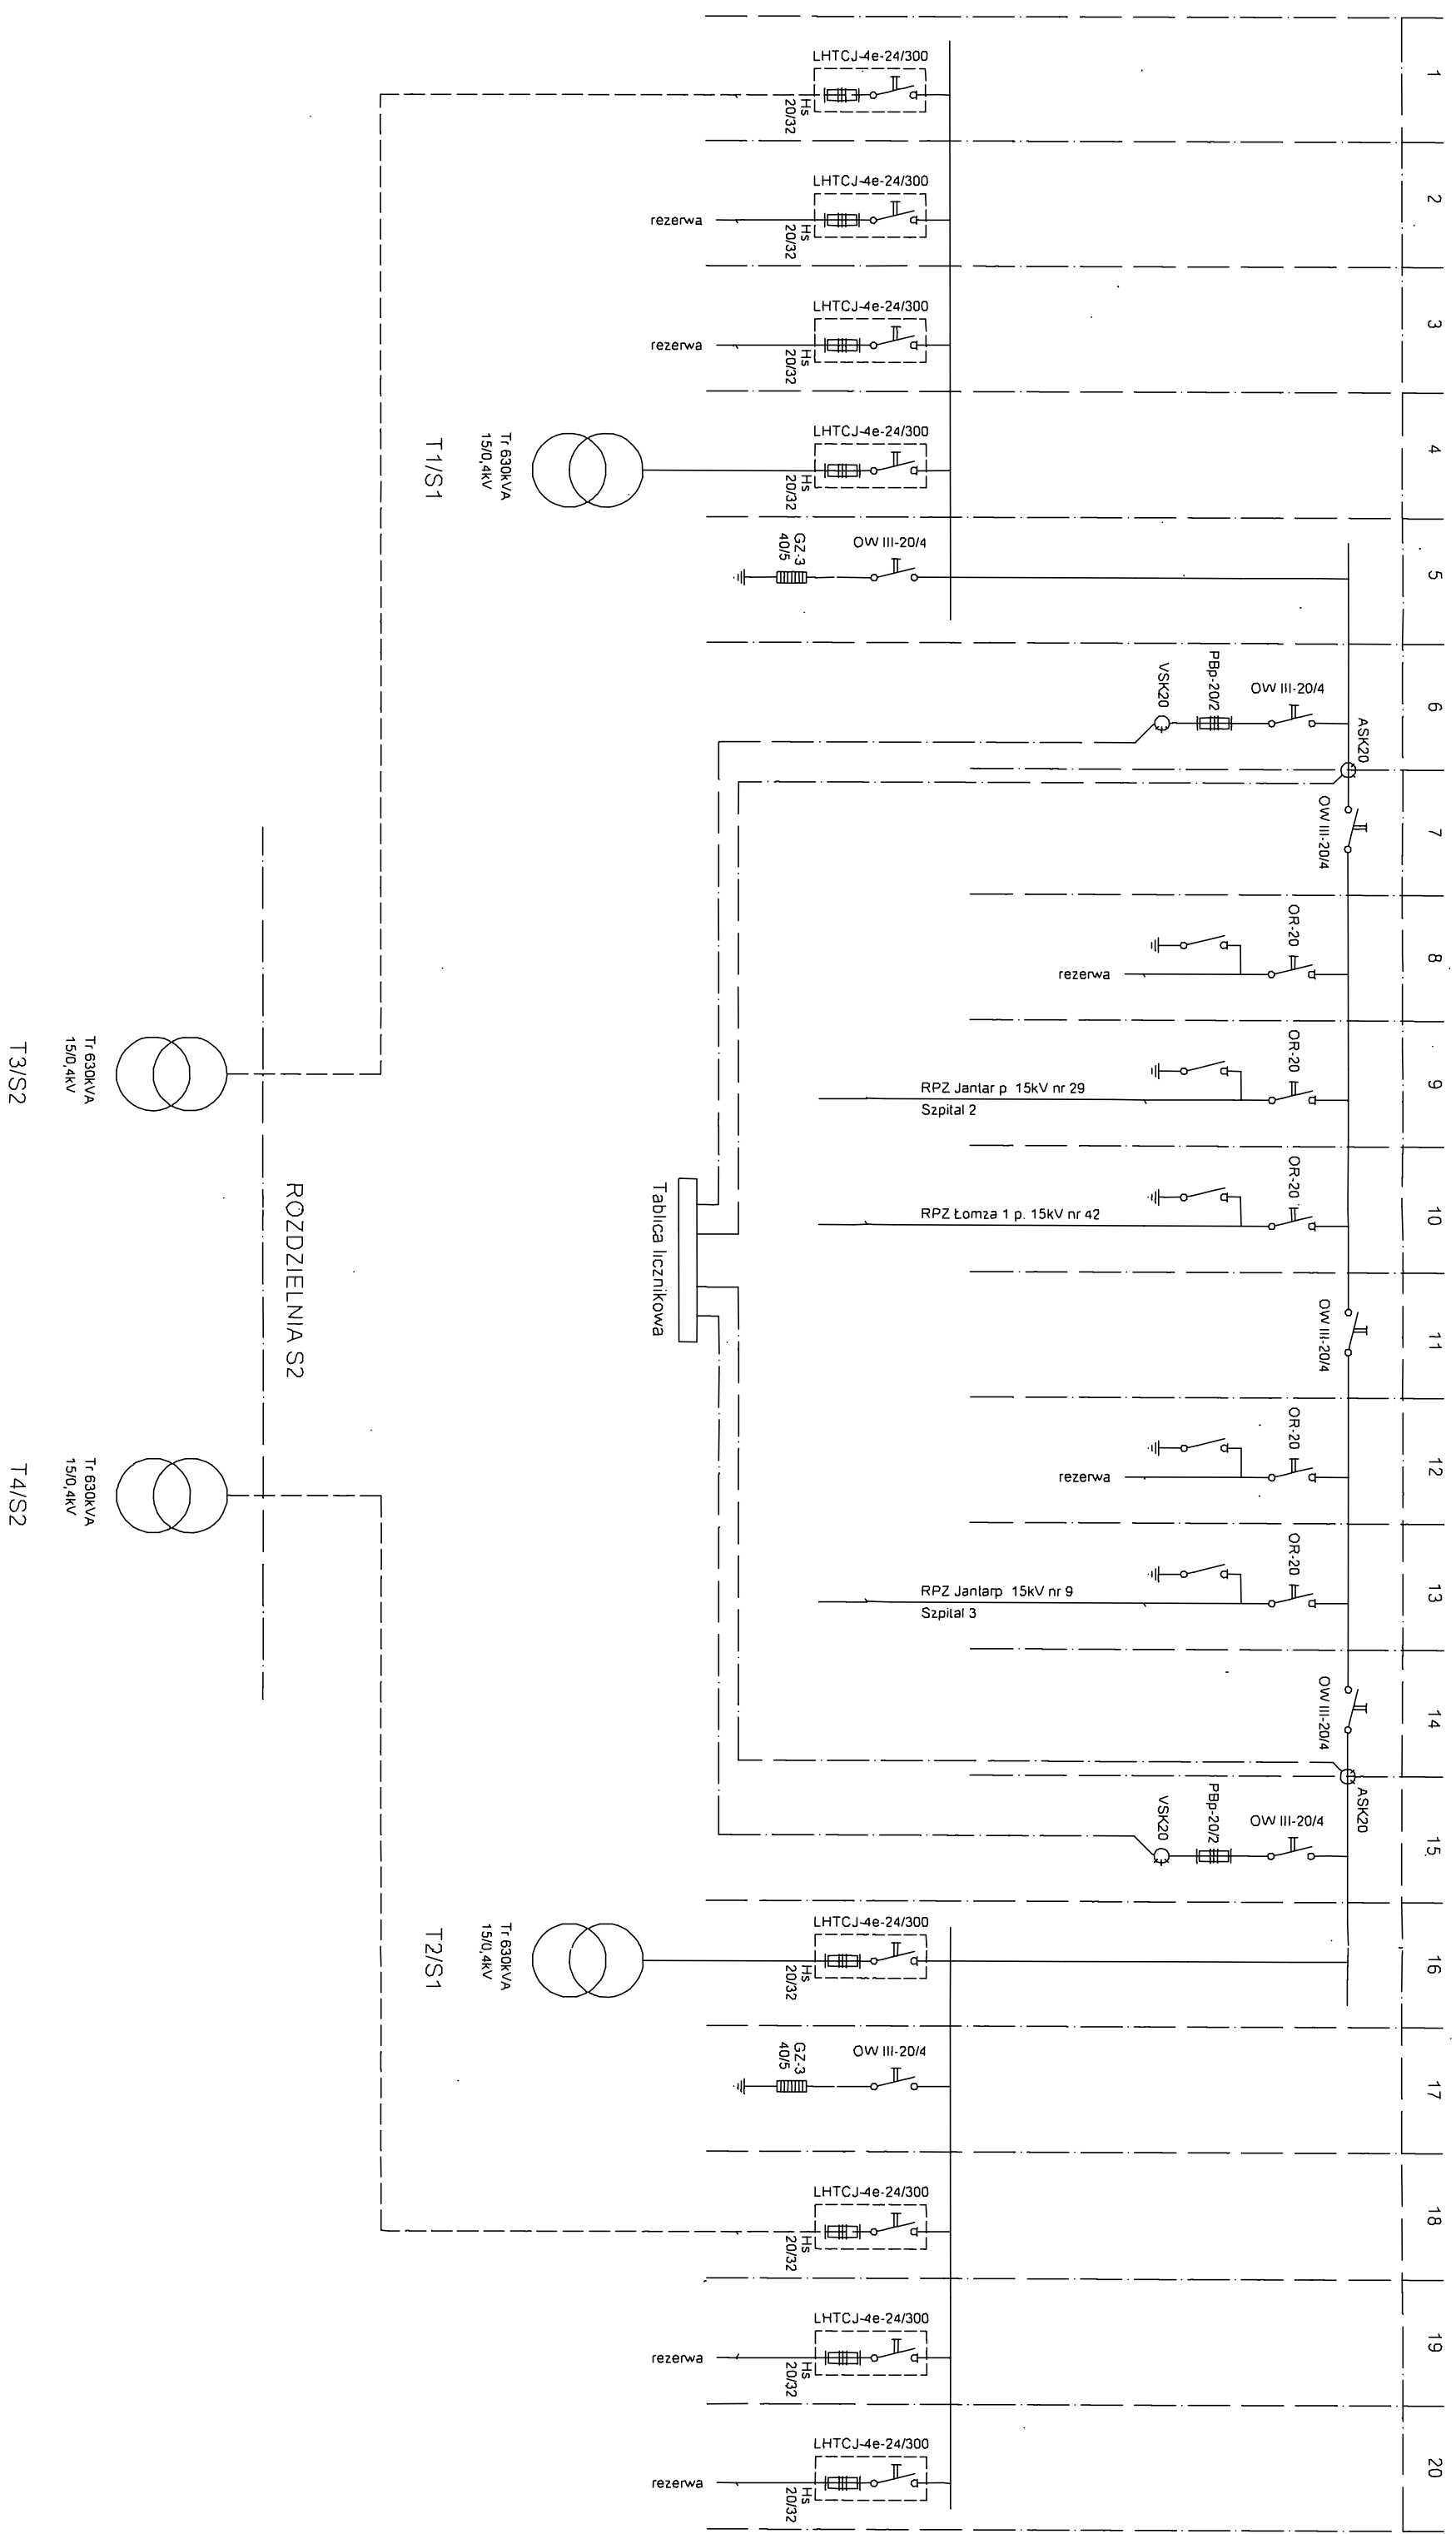 1
LHTCJ-4e-24/300
Hs
20/32
2
LHTCJ-4e-24/300
Hs
20/32
rezerwa
3
LHTCJ-4e-24/300
Hs
20/32
rezerwa
4
LHTCJ-4e-24/300
Hs
20/32
Tr 630kVA
15/0,4kV
T1/S1
5
OW III-20/4
GZ-3
40/5
6
OW III-20/4
PBp-20/2
VSK20
ASK20
7
OW III-20/4
8
OR-20
rezerwa
9
OR-20
RPZ Jantar p 15kV nr 29
Szpital 2
10
OR-20
RPZ Łomza 1 p. 15kV nr 42
11
OW III-20/4
12
OR-20
rezerwa
13
OR-20
RPZ Jantarp 15kV nr 9
Szpital 3
14
OW III-20/4
ASK20
15
OW III-20/4
PBp-20/2
VSK20
Tablica licznikowa
16
LHTCJ-4e-24/300
Hs
20/32
Tr 630kVA
15/0,4kV
T2/S1
17
OW III-20/4
GZ-3
40/5
18
LHTCJ-4e-24/300
Hs
20/32
19
LHTCJ-4e-24/300
Hs
20/32
rezerwa
20
LHTCJ-4e-24/300
Hs
20/32
rezerwa
ROZDZIELNIA S2
Tr 630kVA
15/0,4kV
T3/S2
Tr 630kVA
15/0,4kV
T4/S2